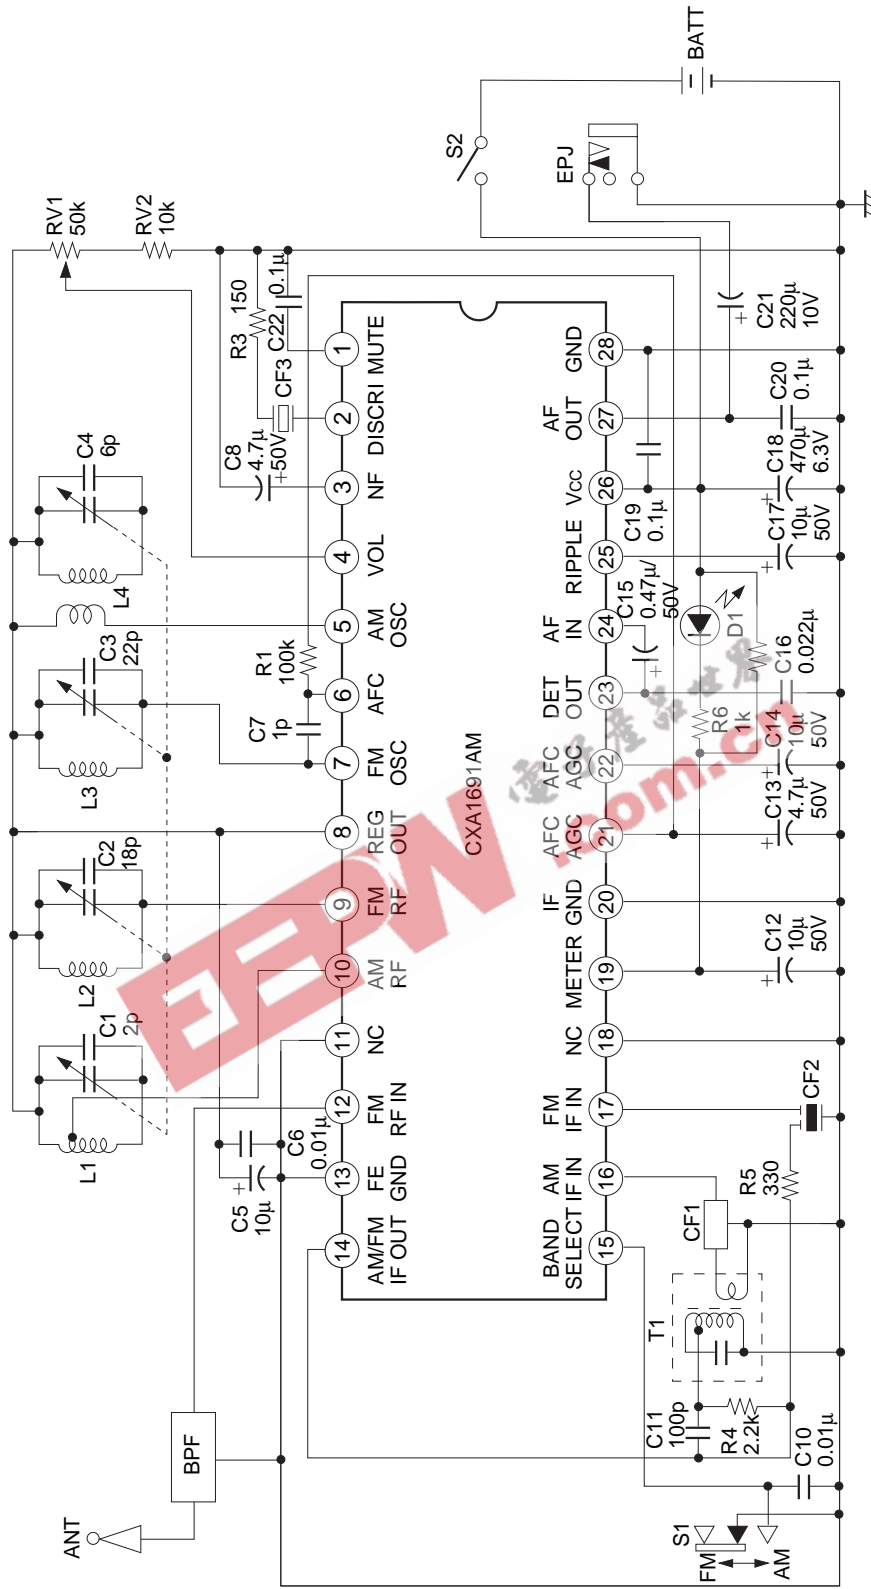 ANT
BPF
L1
C1
2p
L2
C2
18p
L3
C3
22p
L4
C4
6p
RV1
50k
RV2
10k
C5
+
10µ
C6
0.01µ
C7
1p
R1
100k
C8
4.7µ
+
50V
R3
150
C22
0.1µ
CF3
14
AM/FM
IF OUT
13
FE
GND
12
FM
RF IN
11
NC
10
AM
RF
9
FM
RF
8
REG
OUT
7
FM
OSC
6
AFC
5
AM
OSC
4
VOL
3
NF
2
DISCRI
1
MUTE
CXA1691AM
BAND
SELECT
15
AM
IF IN
16
FM
IF IN
17
NC
18
METER
19
IF
GND
20
AFC
AGC
21
AFC
AGC
22
DET
OUT
23
AF
IN
24
RIPPLE
25
Vcc
26
AF
OUT
27
GND
28
S2
EPJ
BATT
S1
FM
AM
C10
0.01µ
C11
100p
R4
2.2k
T1
CF1
R5
330
CF2
+
C12
10µ
50V
+
C13
4.7µ
50V
+
C14
10µ
50V
R6
1k
D1
C15
0.47µ/
50V
+
C16
0.022µ
+
C17
10µ
50V
+
C18
470µ
6.3V
C19
0.1µ
C20
0.1µ
+
C21
220µ
10V
EEPW
.com.cn
電子產品世界